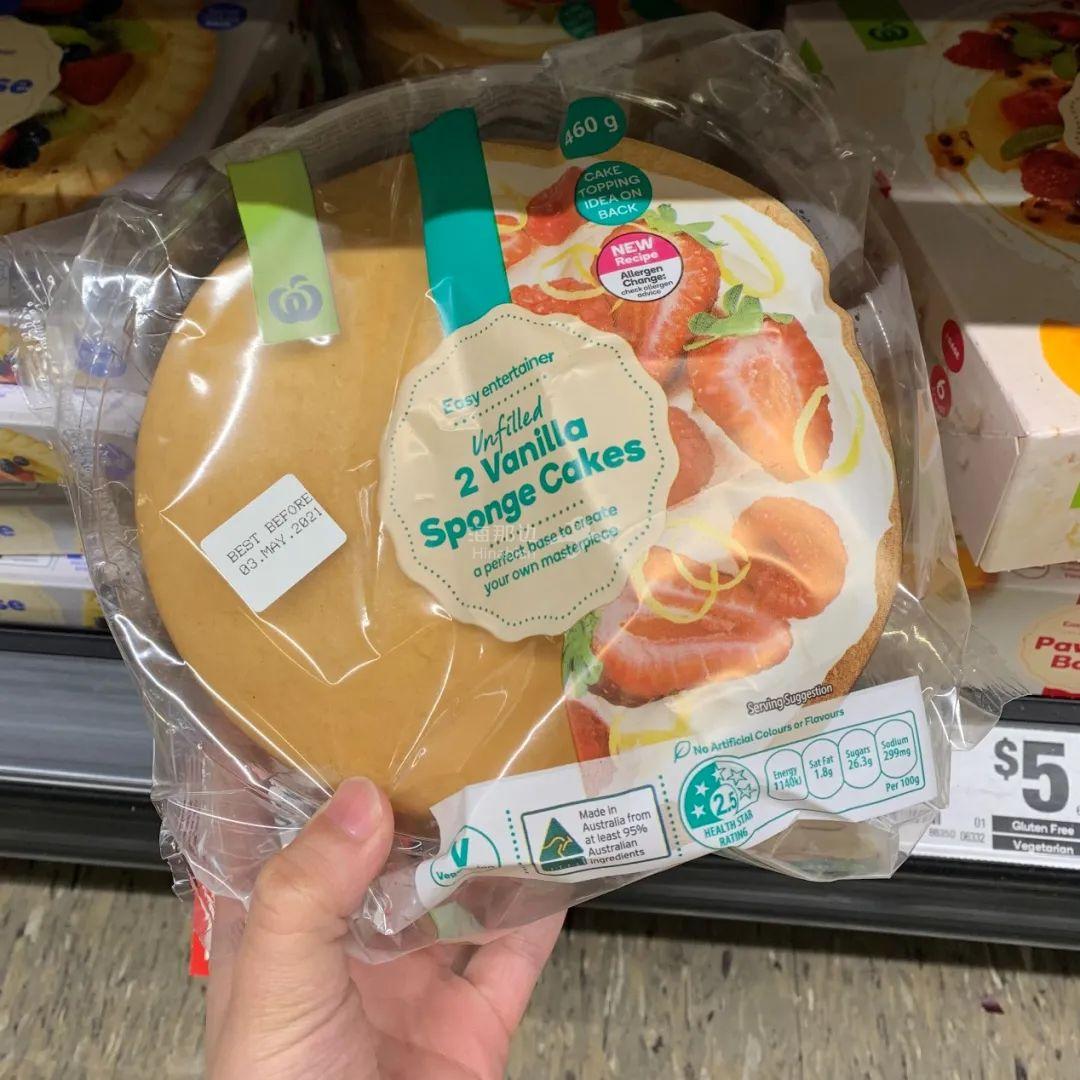 460 g
CAKE
TOPPING
IDEA ON
BACK
NEW
Recipe
Allergen
Change:
check allergen
advice
Easy entertainer
Unfilled
2 Vanilla
Sponge Cakes
a perfect base to create
your own masterpiece
BEST BEFORE
03.MAY.2021
Serving Suggestion
No Artificial Colours or Flavours
Energy
1140kJ
Sat Fat
1.8g
Sugars
26.3g
Sodium
299mg
Per 100g
2.5
HEALTH STAR
RATING
Made in
Australia from
at least 95%
Australian
ingredients
V
$5
01
Gluten Free
Vegetarian